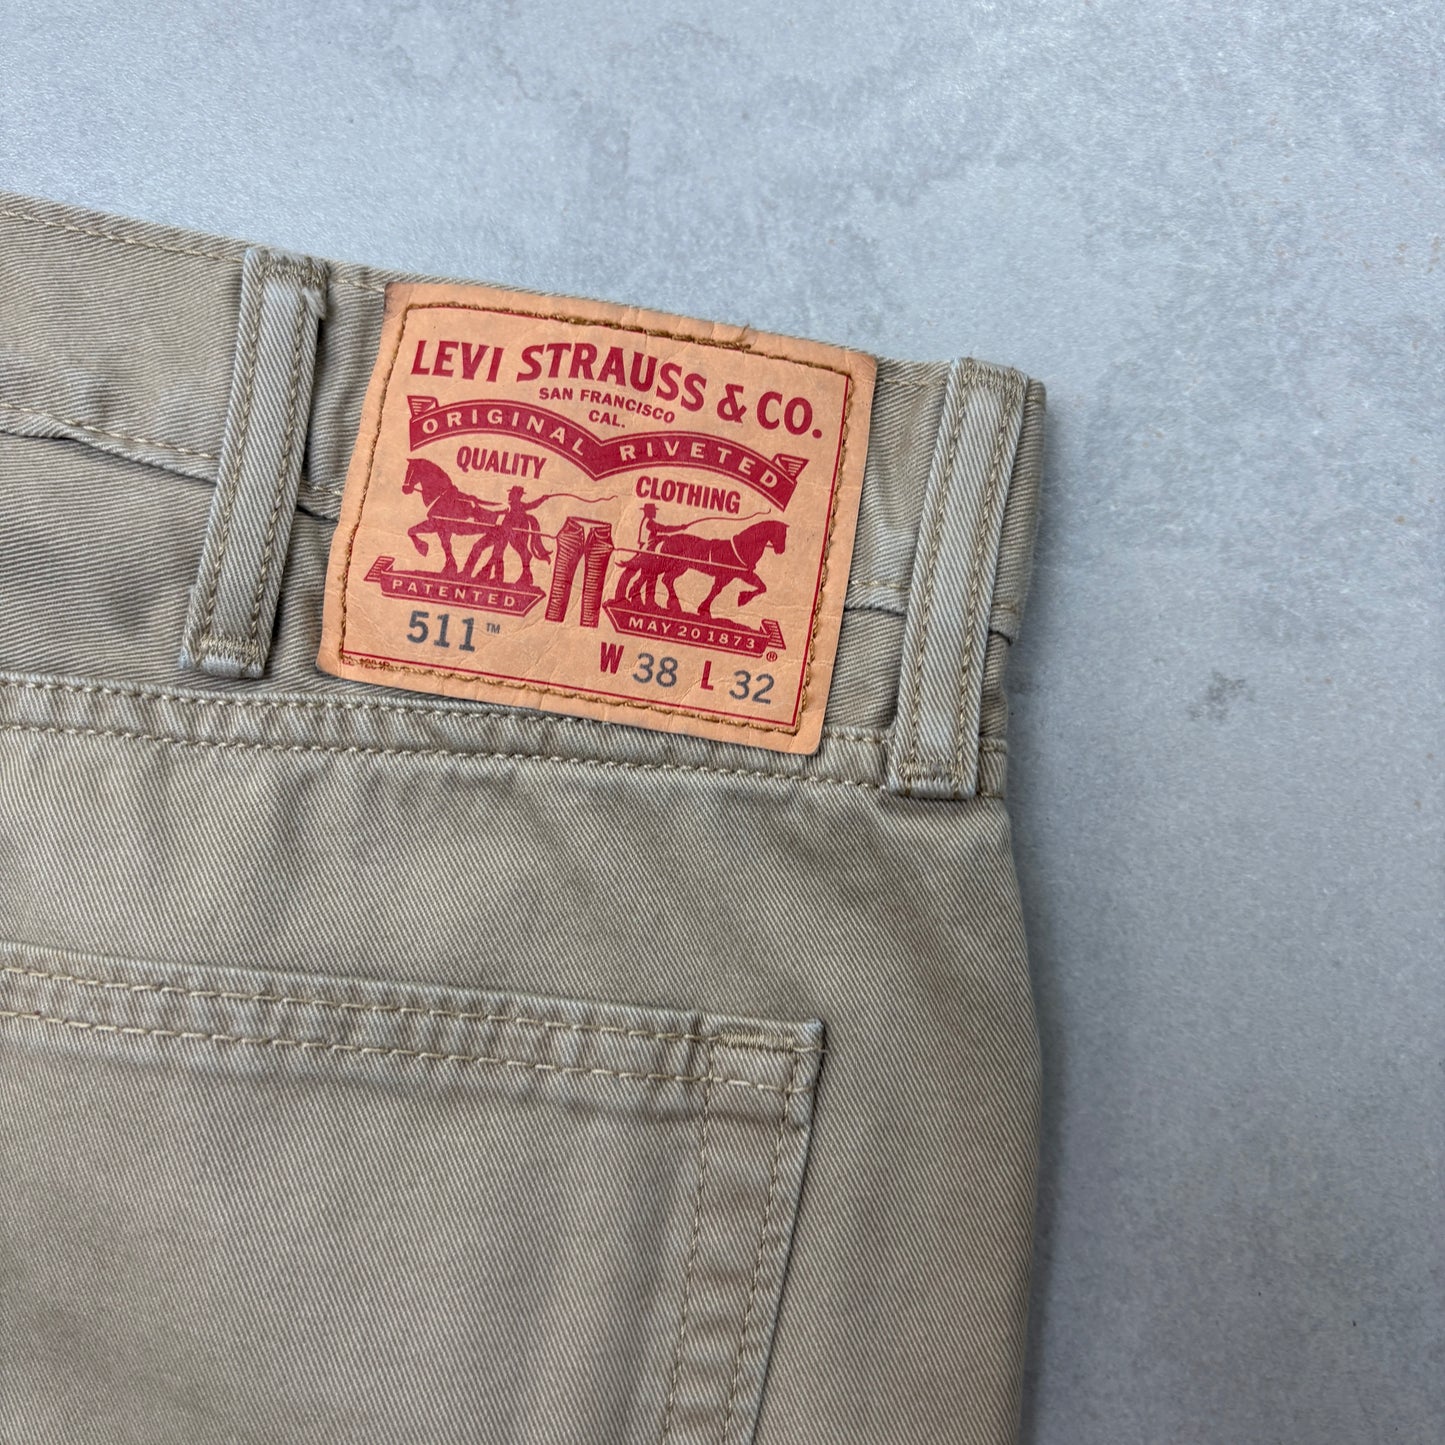 LEVI STRAUSS & CO.
SAN FRANCISCO
CAL.
ORIGINAL RIVETED
QUALITY CLOTHING
PATENTED
MAY 20 1873 ®
511™
W 38 L 32